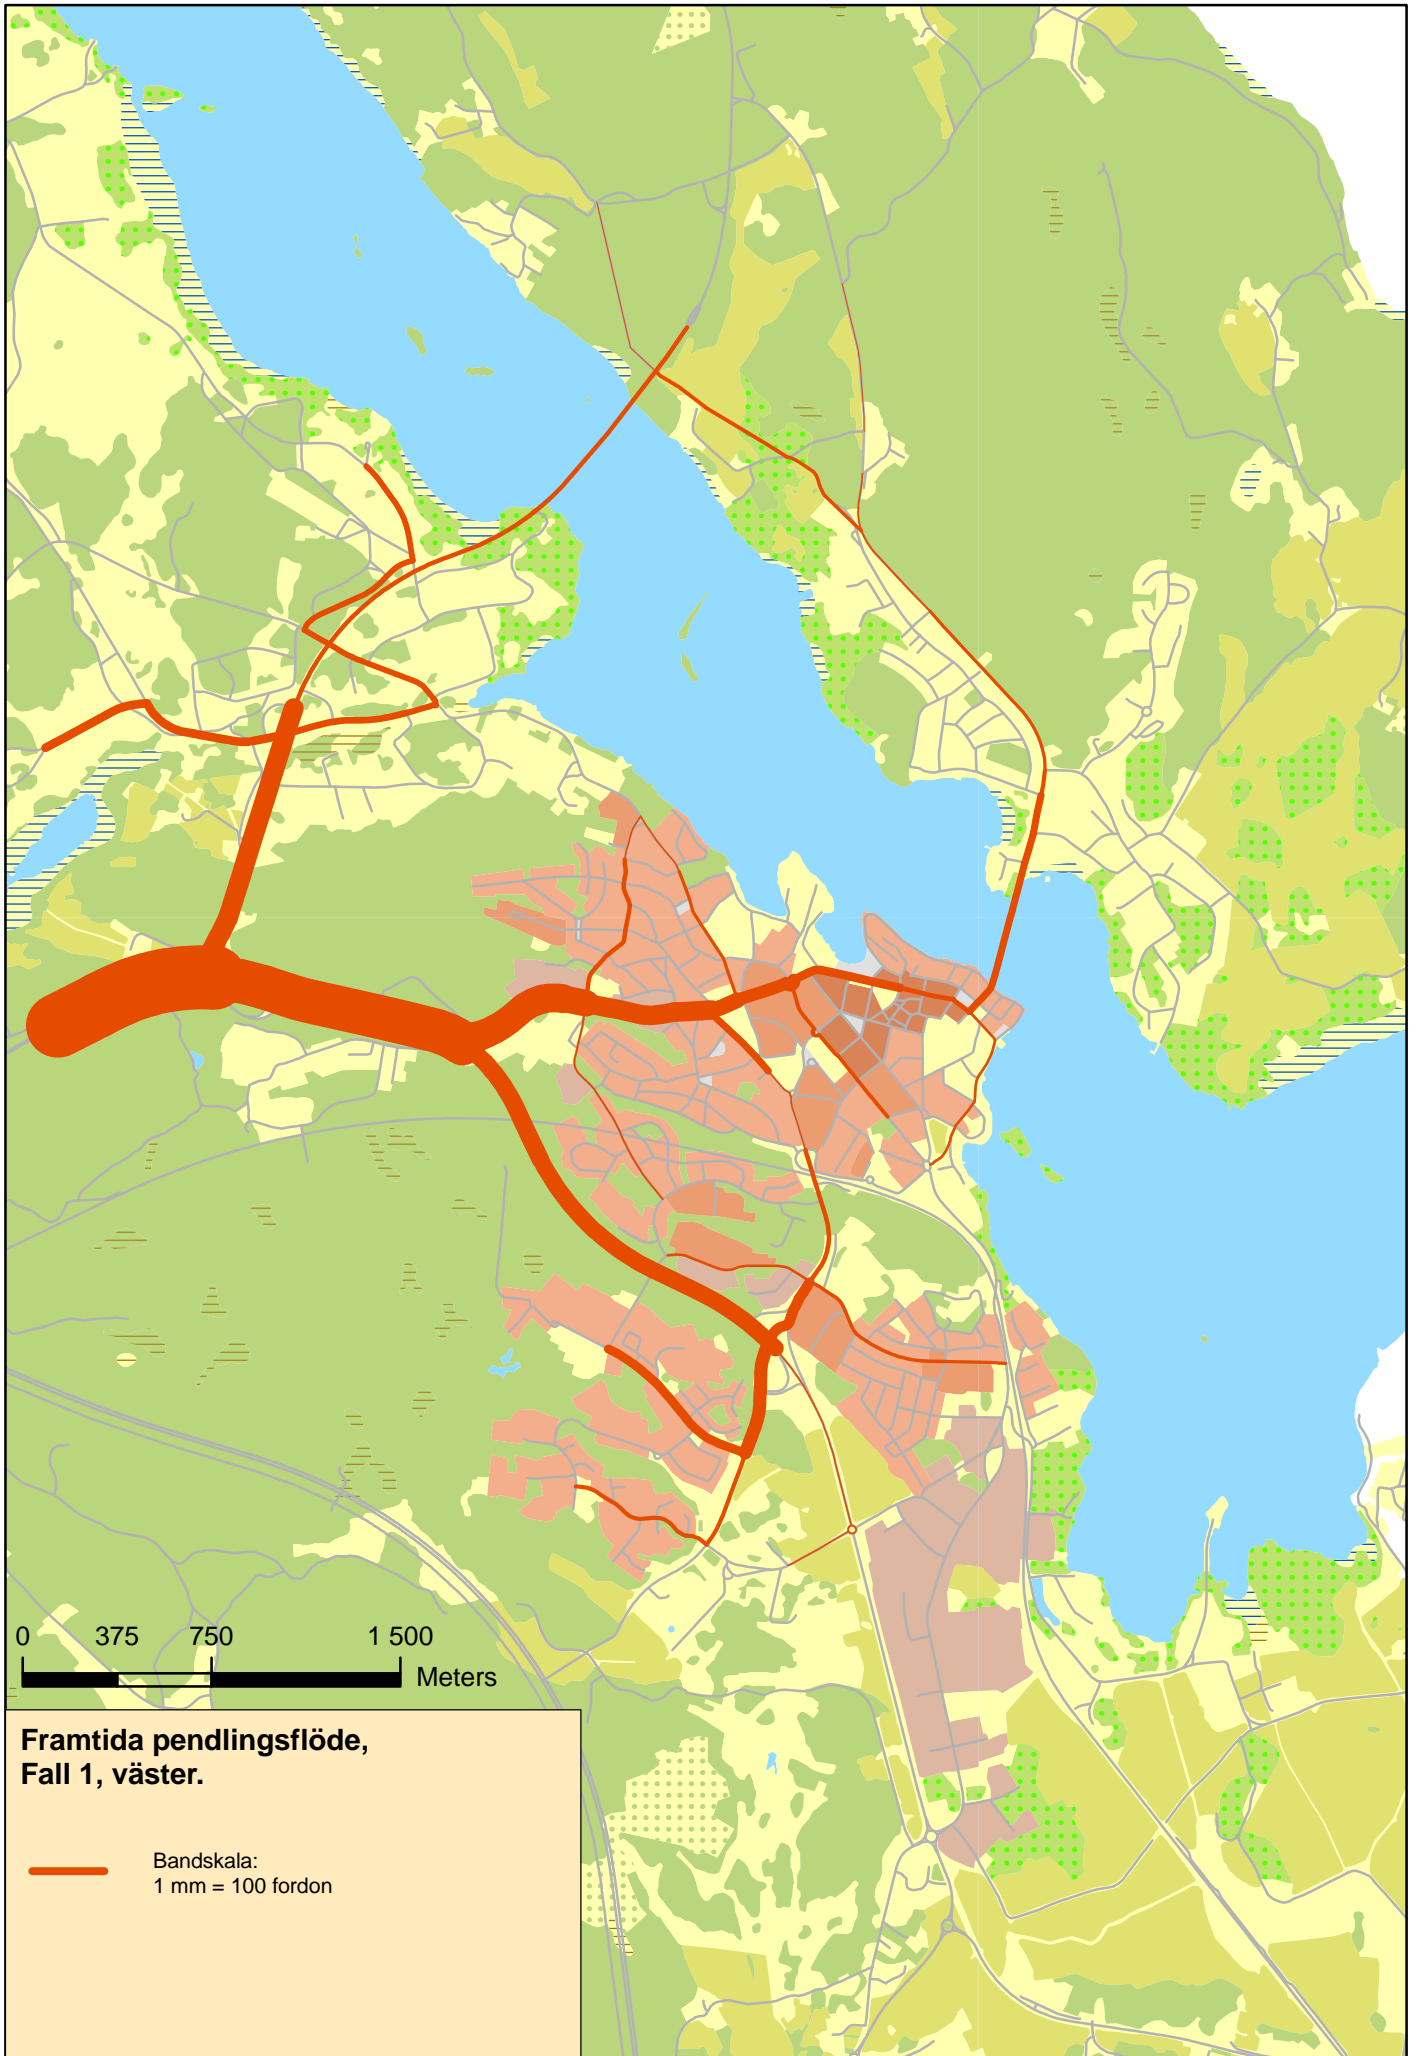 0 375 750 1 500
Meters
Framtida pendlingsflöde,
Fall 1, väster.
Bandskala:
1 mm = 100 fordon